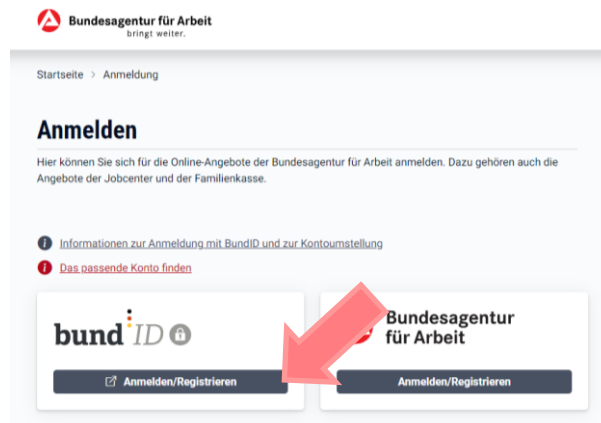 Bundesagentur für Arbeit
bringt weiter.
Startseite > Anmeldung
Anmelden
Hier können Sie sich für die Online-Angebote der Bundesagentur für Arbeit anmelden. Dazu gehören auch die
Angebote der Jobcenter und der Familienkasse.
Informationen zur Anmeldung mit BundID und zur Kontoumstellung
Das passende Konto finden
bund ID
Anmelden/Registrieren
Bundesagentur
für Arbeit
Anmelden/Registrieren